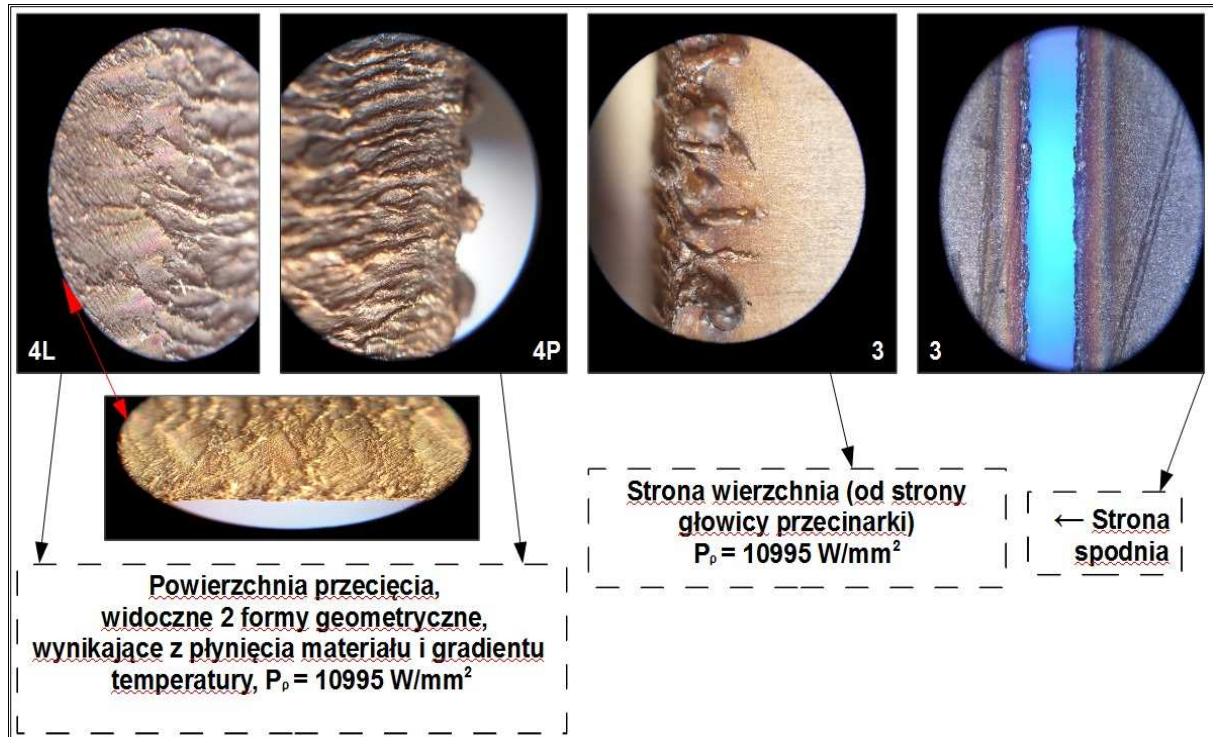 4L
4P
3
3
Powierzchnia przecięcia,
widoczne 2 formy geometryczne,
wynikające z płynięcia materiału i gradientu
temperatury, Pρ = 10995 W/mm²
Strona wierzchnia (od strony
głowicy przecinarki)
Pρ = 10995 W/mm²
← Strona
spodnia